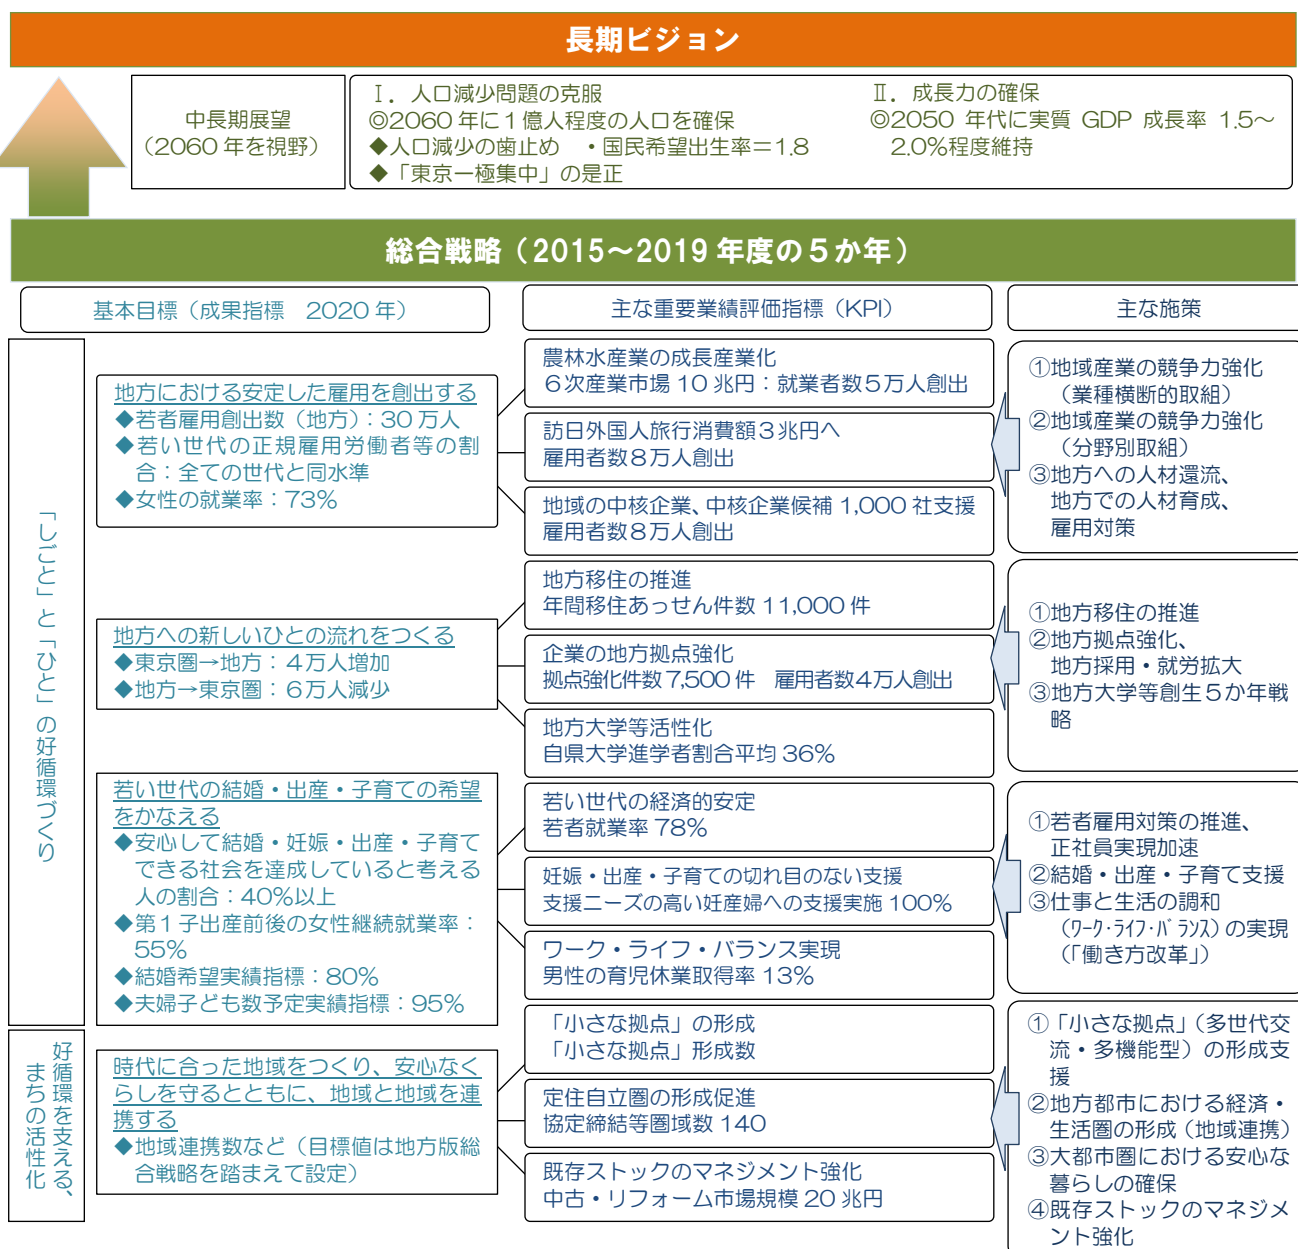 長期ビジョン
中長期展望
（2060年を視野）
Ⅰ．人口減少問題の克服
◎2060年に１億人程度の人口を確保
◆人口減少の歯止め　・国民希望出生率＝1.8
◆「東京一極集中」の是正
Ⅱ．成長力の確保
◎2050 年代に実質 GDP 成長率 1.5～
2.0%程度維持
総合戦略（2015～2019 年度の５か年）
基本目標（成果指標　2020 年）
主な重要業績評価指標（KPI）
主な施策
「しごと」と「ひと」の好循環づくり
地方における安定した雇用を創出する
◆若者雇用創出数（地方）：30 万人
◆若い世代の正規雇用労働者等の割
合：全ての世代と同水準
◆女性の就業率：73%
農林水産業の成長産業化
６次産業市場 10 兆円：就業者数５万人創出
訪日外国人旅行消費額３兆円へ
雇用者数８万人創出
地域の中核企業、中核企業候補 1,000 社支援
雇用者数８万人創出
①地域産業の競争力強化
（業種横断的取組）
②地域産業の競争力強化
（分野別取組）
③地方への人材還流、
地方での人材育成、
雇用対策
地方への新しいひとの流れをつくる
◆東京圏→地方：４万人増加
◆地方→東京圏：６万人減少
地方移住の推進
年間移住あっせん件数 11,000 件
企業の地方拠点強化
拠点強化件数 7,500 件　雇用者数４万人創出
地方大学等活性化
自県大学進学者割合平均 36%
①地方移住の推進
②地方拠点強化、
地方採用・就労拡大
③地方大学等創生５か年戦
略
若い世代の結婚・出産・子育ての希望
をかなえる
◆安心して結婚・妊娠・出産・子育て
できる社会を達成していると考える
人の割合：40%以上
◆第１子出産前後の女性継続就業率：
55%
◆結婚希望実績指標：80%
◆夫婦子ども数予定実績指標：95%
若い世代の経済的安定
若者就業率 78%
妊娠・出産・子育ての切れ目のない支援
支援ニーズの高い妊産婦への支援実施 100%
ワーク・ライフ・バランス実現
男性の育児休業取得率 13%
①若者雇用対策の推進、
正社員実現加速
②結婚・出産・子育て支援
③仕事と生活の調和
（ﾜｰｸ･ﾗｲﾌ･ﾊﾞﾗﾝｽ）の実現
（「働き方改革」）
好循環を支える、
まちの活性化
時代に合った地域をつくり、安心なく
らしを守るとともに、地域と地域を連
携する
◆地域連携数など（目標値は地方版総
合戦略を踏まえて設定）
「小さな拠点」の形成
「小さな拠点」形成数
定住自立圏の形成促進
協定締結等圏域数 140
既存ストックのマネジメント強化
中古・リフォーム市場規模 20 兆円
①「小さな拠点」（多世代交
流・多機能型）の形成支
援
②地方都市における経済・
生活圏の形成（地域連携）
③大都市圏における安心な
暮らしの確保
④既存ストックのマネジメ
ント強化